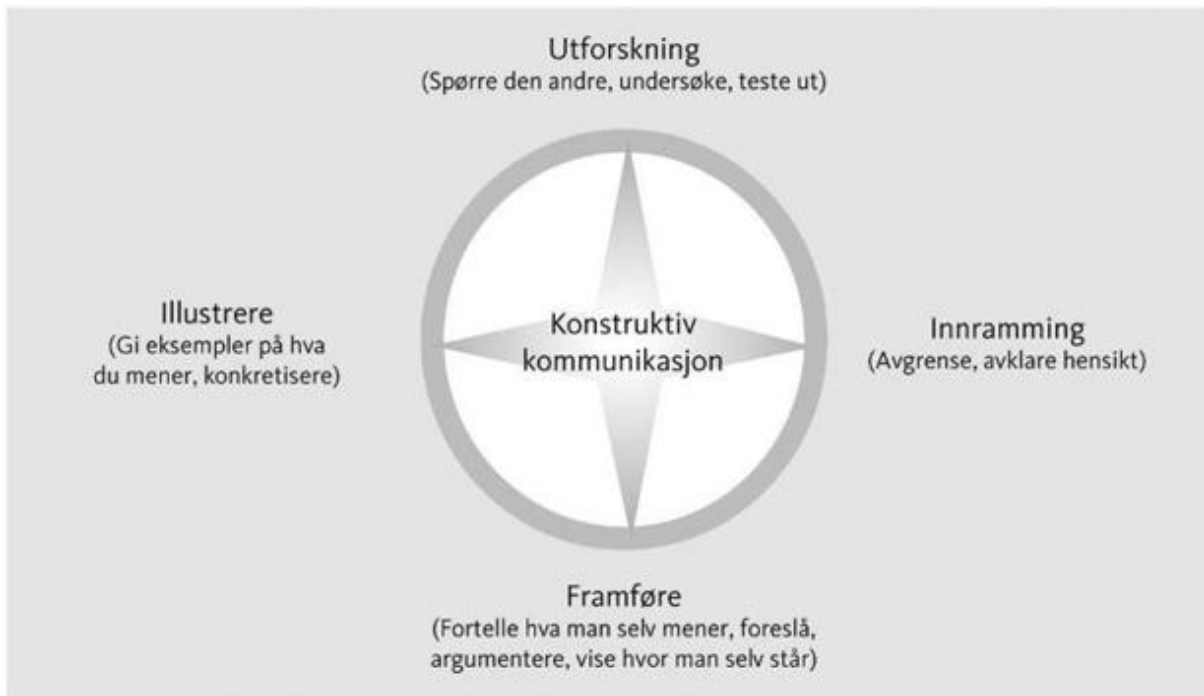 Utforskning
(Spørre den andre, undersøke, teste ut)
Illustrere
(Gi eksempler på hva
du mener, konkretisere)
Konstruktiv
kommunikasjon
Innramming
(Avgrense, avklare hensikt)
Framføre
(Fortelle hva man selv mener, foreslå,
argumentere, vise hvor man selv står)